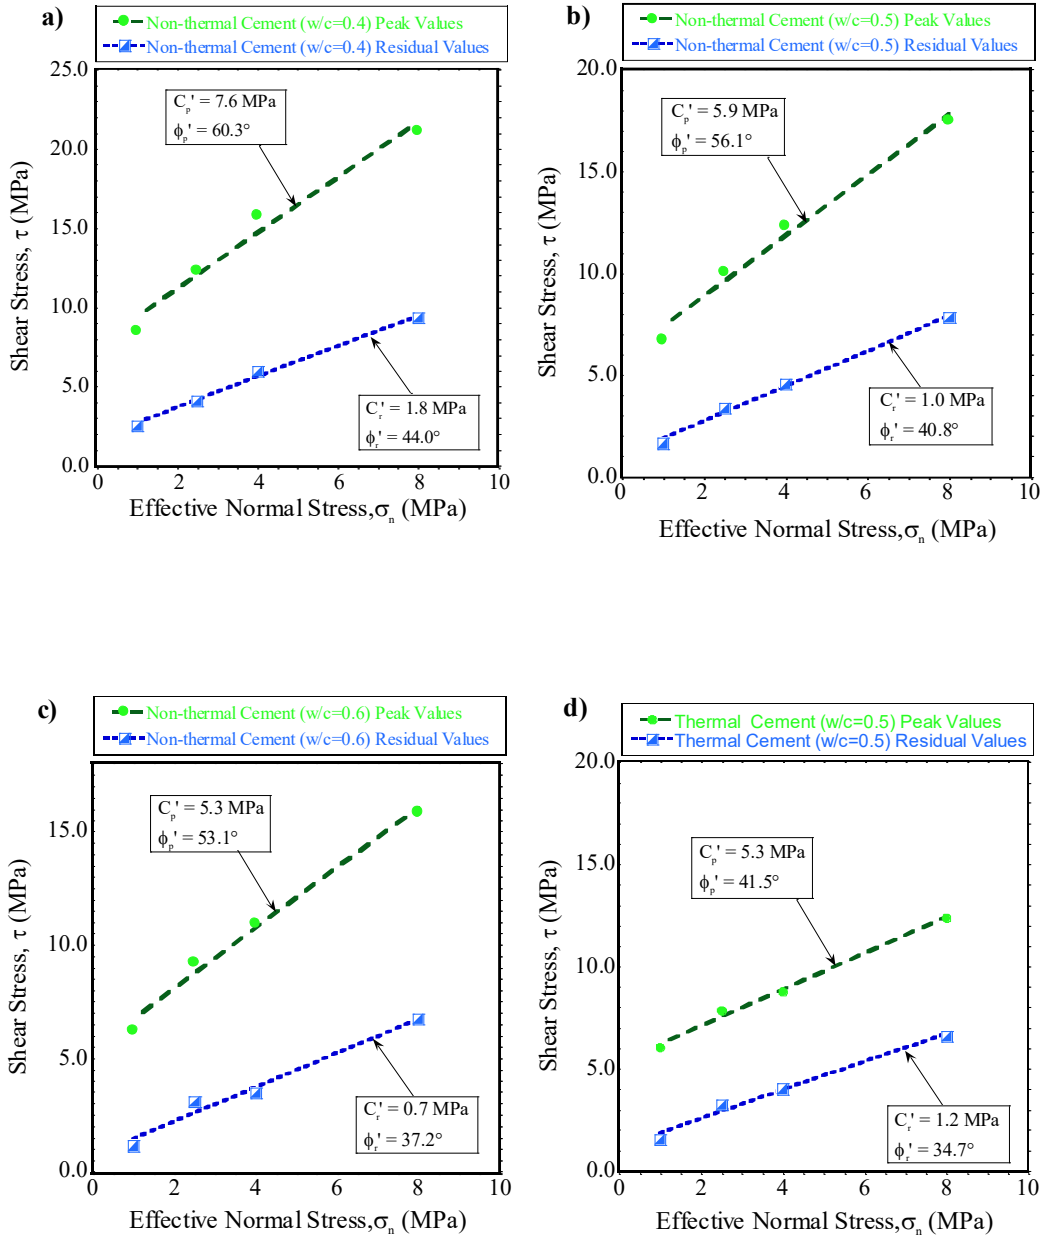 a)
Non-thermal Cement (w/c=0.4) Peak Values
Non-thermal Cement (w/c=0.4) Residual Values
25.0
20.0
15.0
10.0
5.0
0.0
Shear Stress, τ (MPa)
C_p' = 7.6 MPa
ϕ_p' = 60.3°
C_r' = 1.8 MPa
ϕ_r' = 44.0°
0 2 4 6 8 10
Effective Normal Stress,σ_n (MPa)
b)
Non-thermal Cement (w/c=0.5) Peak Values
Non-thermal Cement (w/c=0.5) Residual Values
20.0
15.0
10.0
5.0
0.0
Shear Stress, τ (MPa)
C_p' = 5.9 MPa
ϕ_p' = 56.1°
C_r' = 1.0 MPa
ϕ_r' = 40.8°
0 2 4 6 8 10
Effective Normal Stress,σ_n (MPa)
c)
Non-thermal Cement (w/c=0.6) Peak Values
Non-thermal Cement (w/c=0.6) Residual Values
15.0
10.0
5.0
0.0
Shear Stress, τ (MPa)
C_p' = 5.3 MPa
ϕ_p' = 53.1°
C_r' = 0.7 MPa
ϕ_r' = 37.2°
0 2 4 6 8 10
Effective Normal Stress,σ_n (MPa)
d)
Thermal Cement (w/c=0.5) Peak Values
Thermal Cement (w/c=0.5) Residual Values
20.0
15.0
10.0
5.0
0.0
Shear Stress, τ (MPa)
C_p' = 5.3 MPa
ϕ_p' = 41.5°
C_r' = 1.2 MPa
ϕ_r' = 34.7°
0 2 4 6 8 10
Effective Normal Stress,σ_n (MPa)